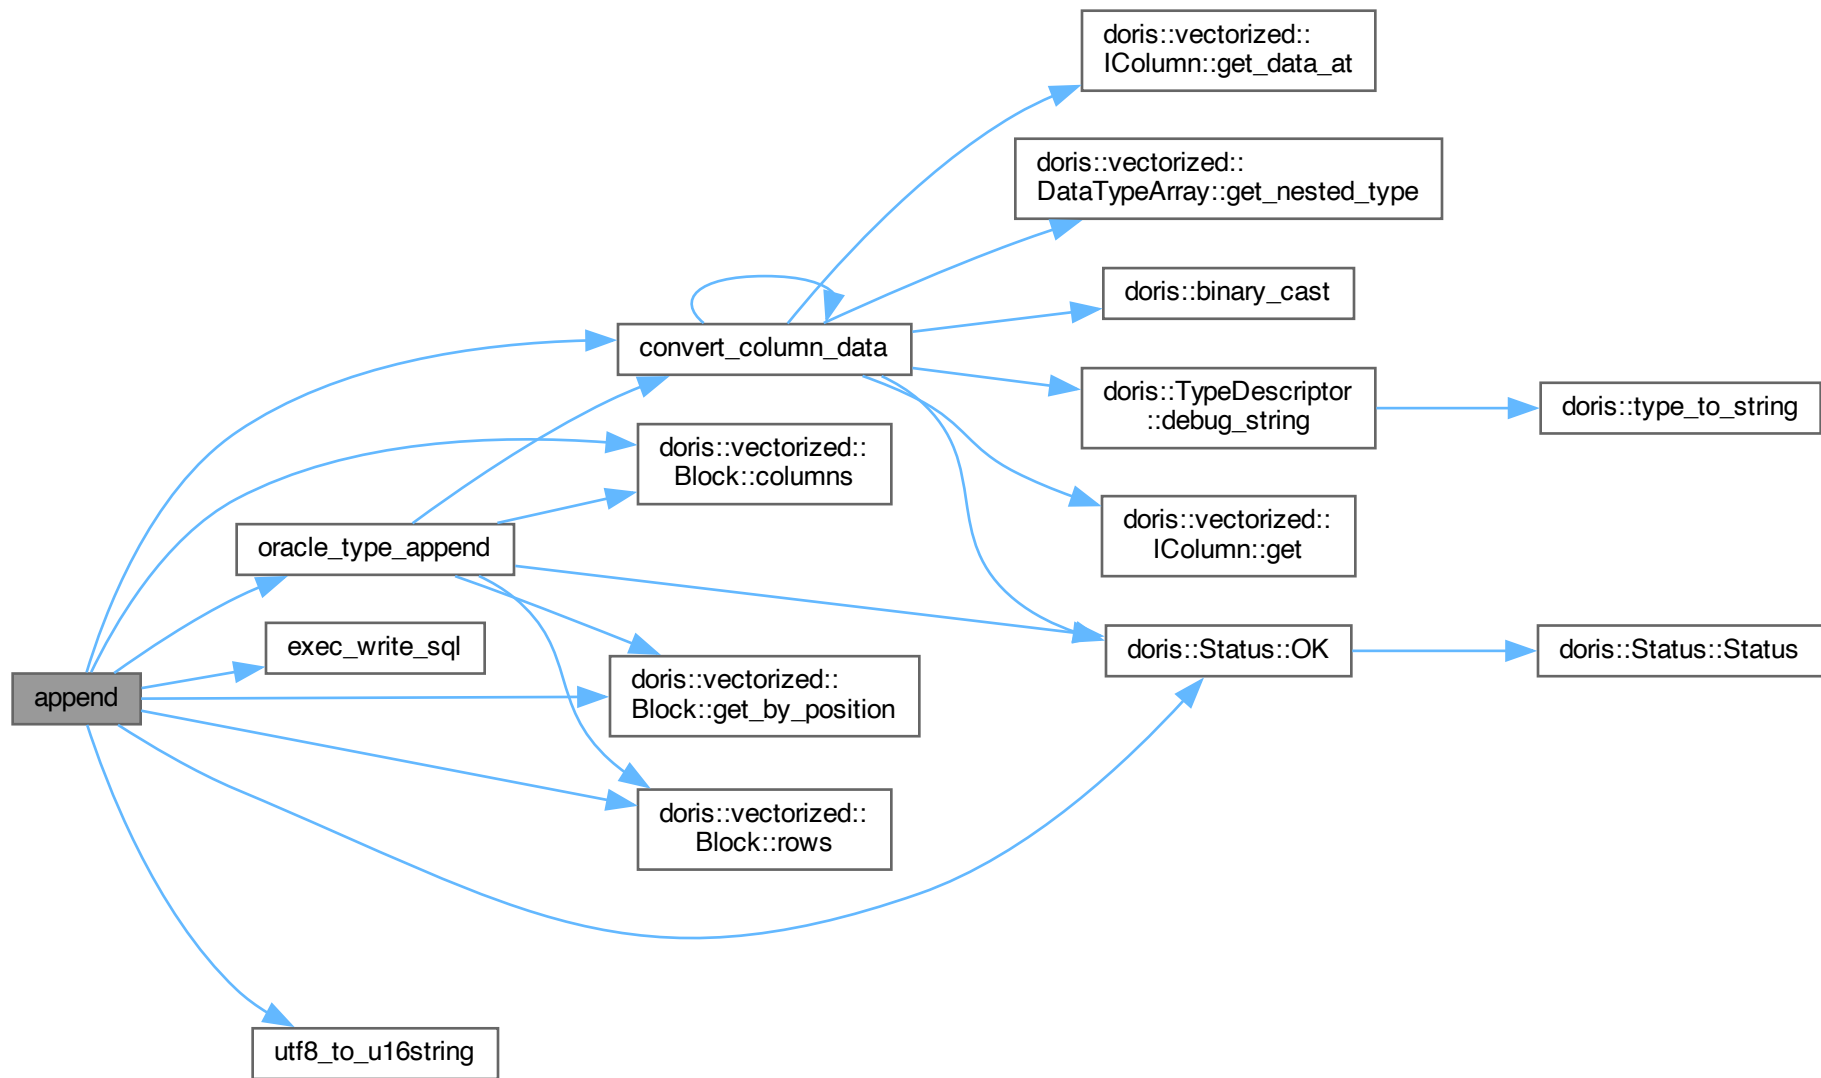 doris::vectorized::
IColumn::get_data_at
doris::vectorized::
DataTypeArray::get_nested_type
doris::binary_cast
convert_column_data
doris::TypeDescriptor
::debug_string
doris::type_to_string
doris::vectorized::
Block::columns
oracle_type_append
doris::vectorized::
IColumn::get
exec_write_sql
doris::Status::OK
doris::Status::Status
append
doris::vectorized::
Block::get_by_position
doris::vectorized::
Block::rows
utf8_to_u16string